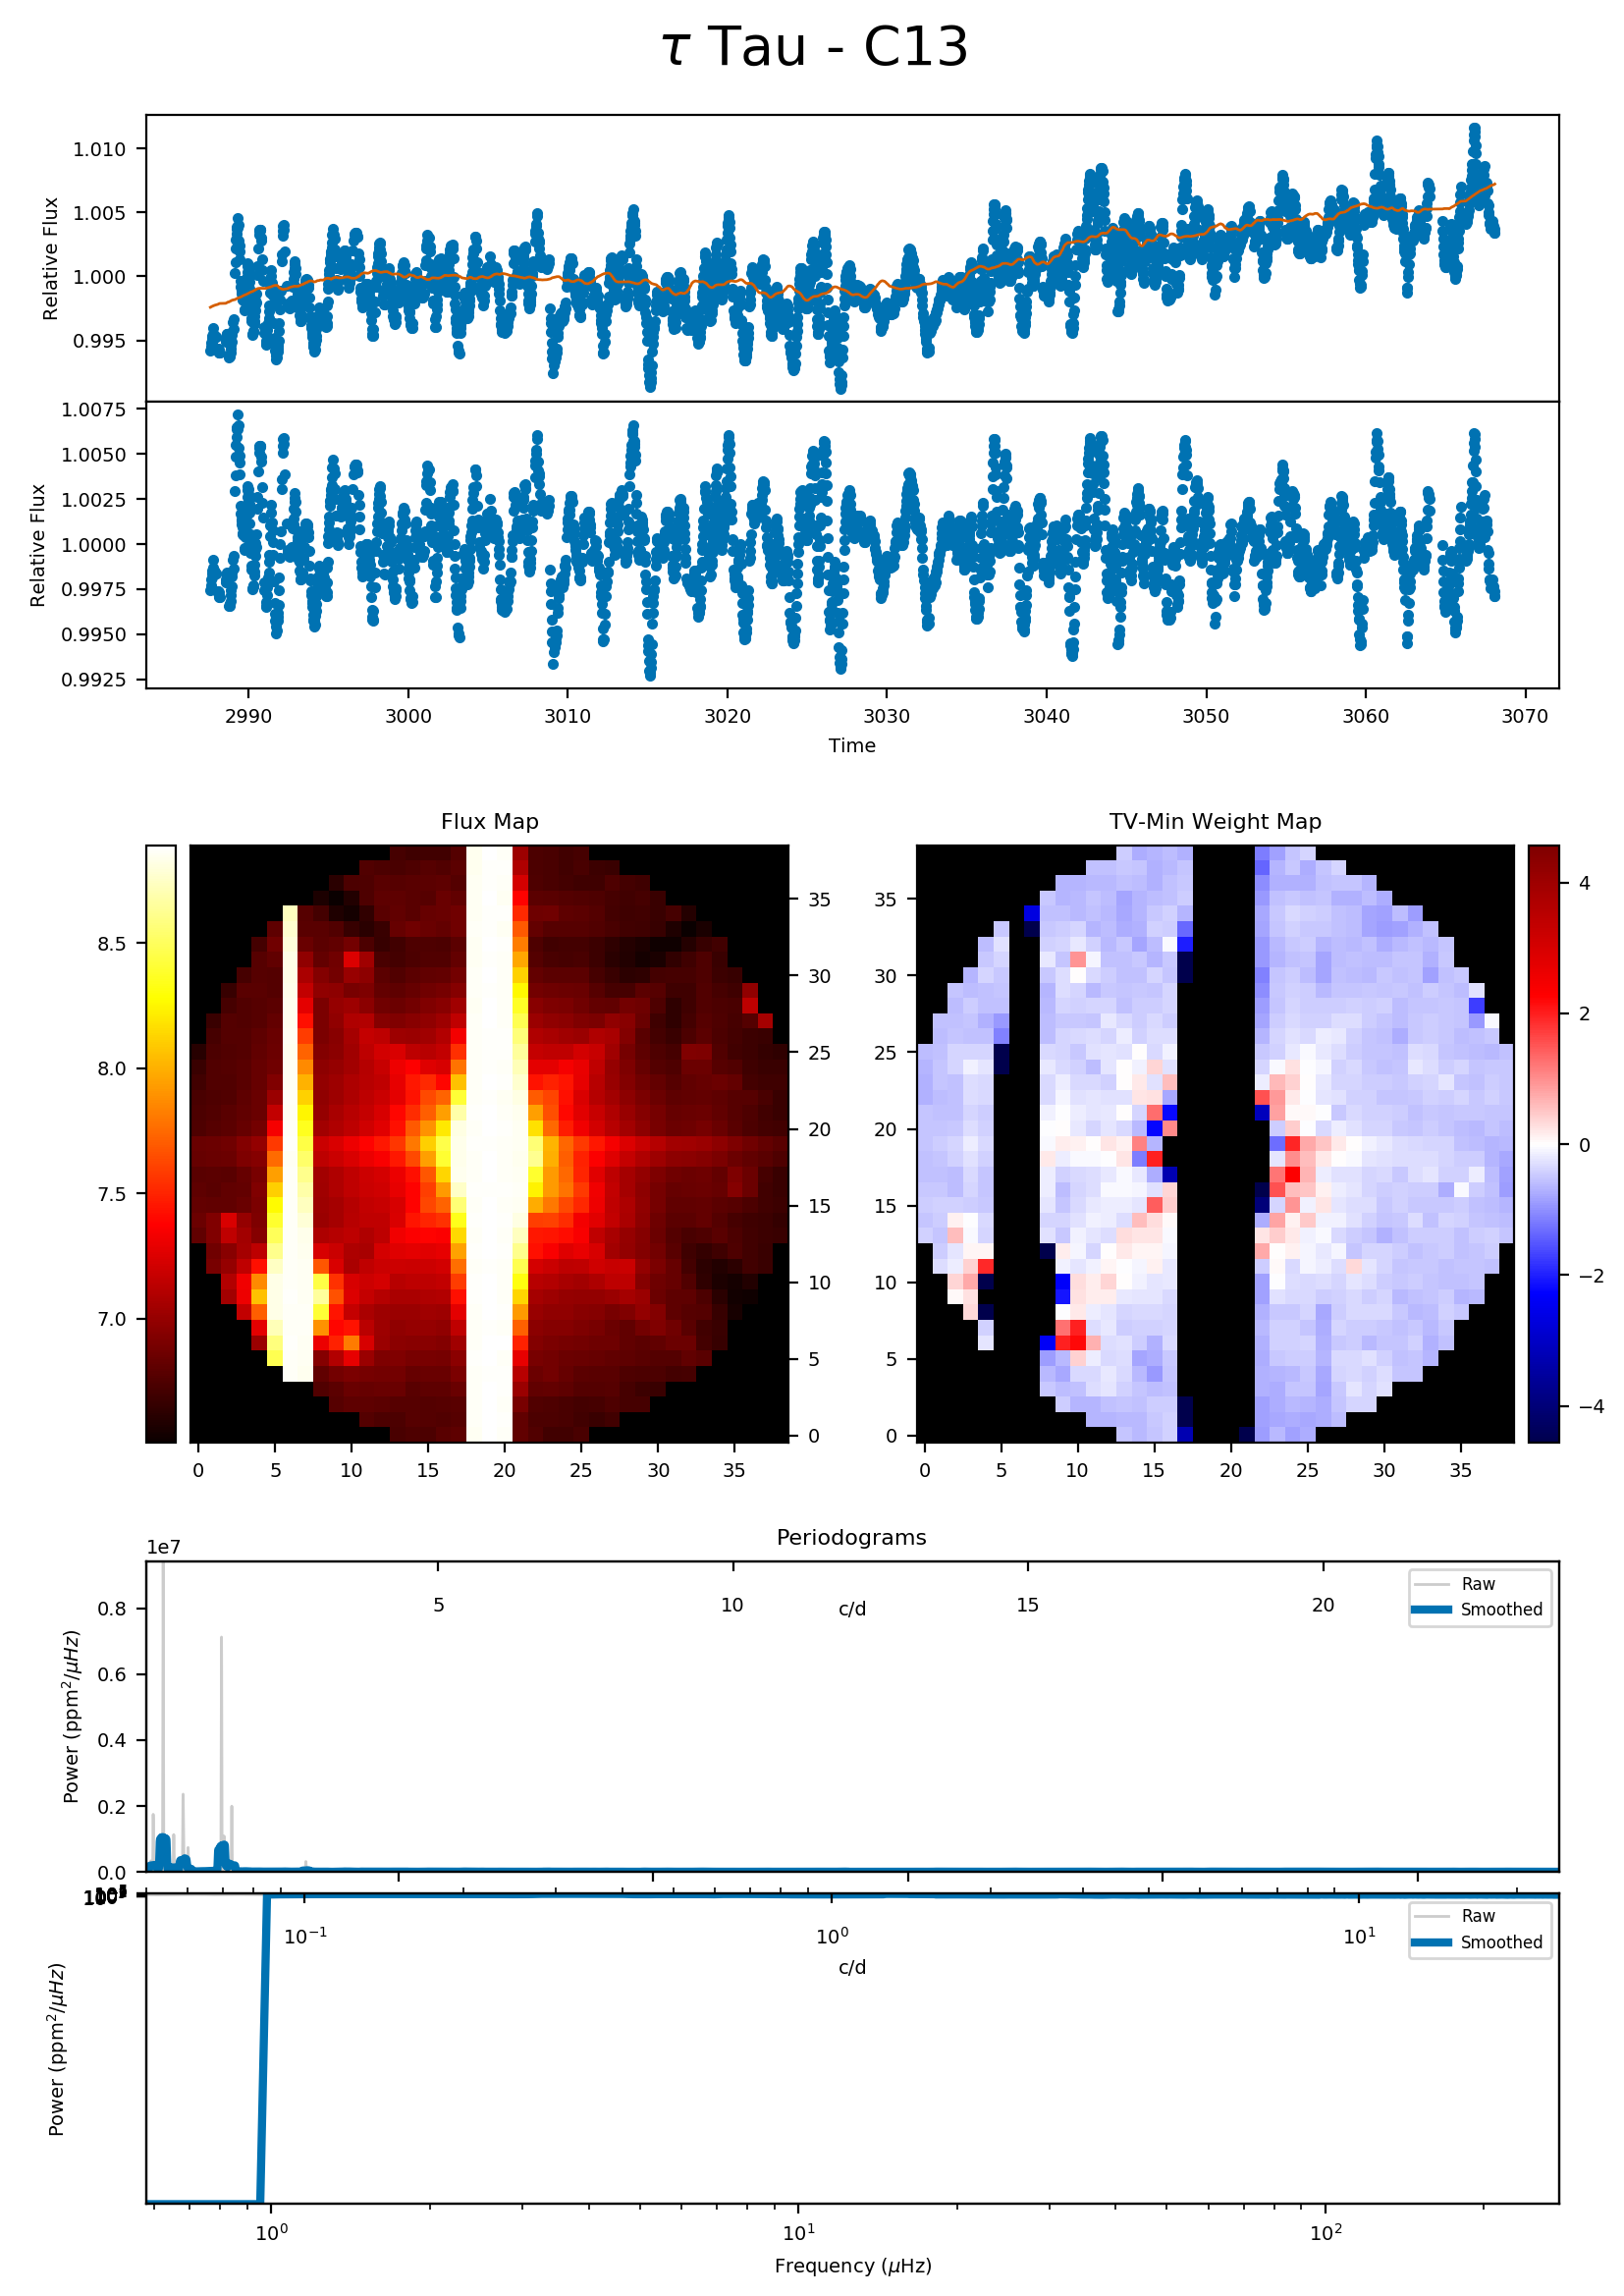 τ Tau - C13
1.010
1.005
1.000
0.995
Relative Flux
1.0075
1.0050
1.0025
1.0000
0.9975
0.9950
0.9925
Relative Flux
2990 3000 3010 3020 3030 3040 3050 3060 3070
Time
Flux Map
8.5
8.0
7.5
7.0
35
30
25
20
15
10
5
0
0 5 10 15 20 25 30 35
TV-Min Weight Map
35
30
25
20
15
10
5
0
0 5 10 15 20 25 30 35
4
2
0
−2
−4
Periodograms
1e7
0.8
0.6
0.4
0.2
0.0
Power (ppm²/μHz)
5 10 15 20
c/d
Raw
Smoothed
Power (ppm²/μHz)
10⁻¹ 10⁰ 10¹
c/d
Raw
Smoothed
10⁰ 10¹ 10²
Frequency (μHz)